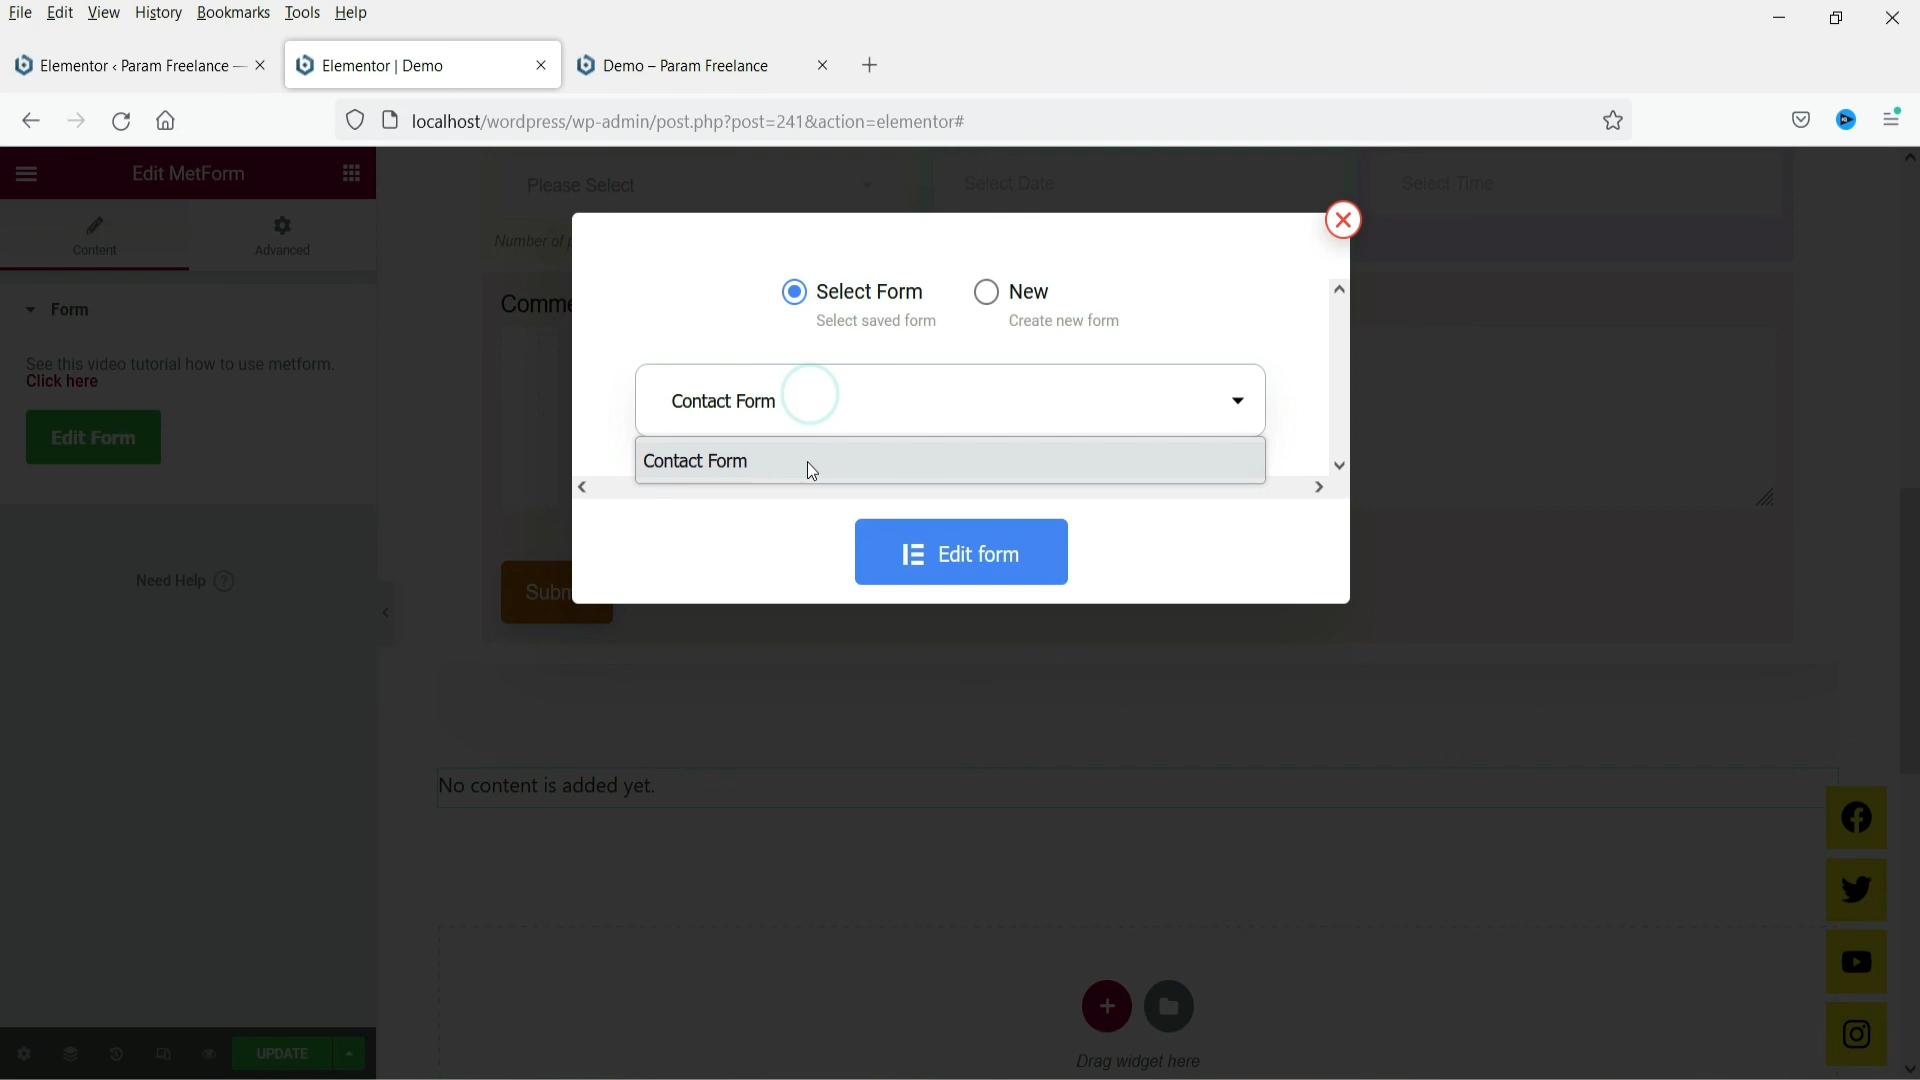 File Edit View History Bookmarks Tools Help
Elementor ‹ Param Freelance —
Elementor | Demo
Demo – Param Freelance
localhost/wordpress/wp-admin/post.php?post=241&action=elementor#
Edit MetForm
Content
Advanced
Form
See this video tutorial how to use metform.
Click here
Edit Form
Need Help
UPDATE
Please Select
Select Date
Select Time
Number of
Select Form
Select saved form
New
Create new form
Contact Form
Contact Form
Edit form
Comme
Subm
No content is added yet.
Drag widget here